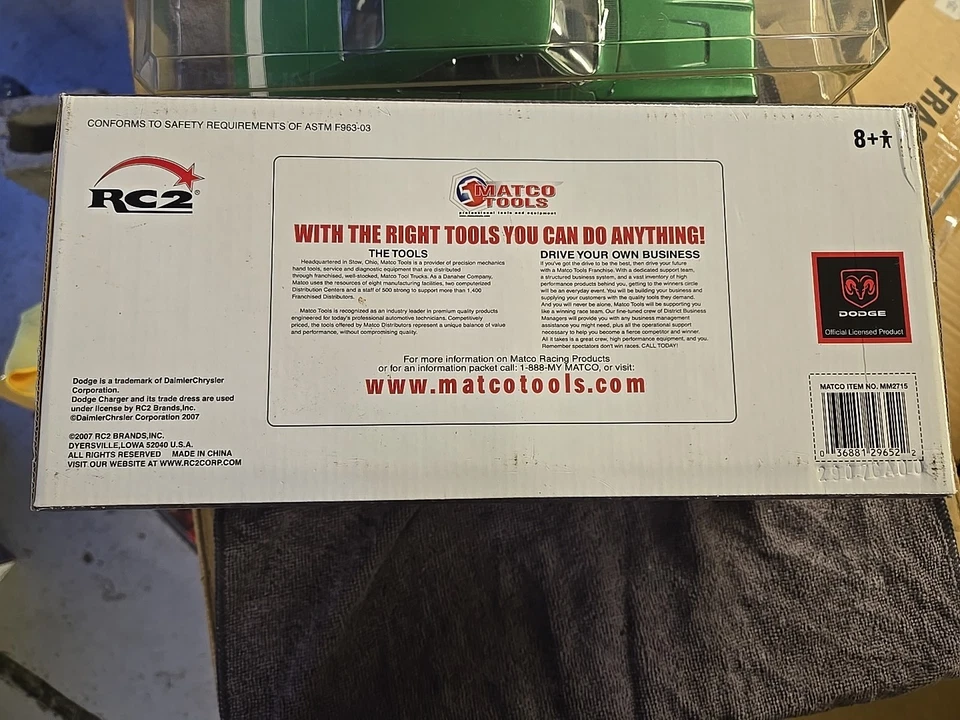 CONFORMS TO SAFETY REQUIREMENTS OF ASTM F963-03
8+
RC2®
MATCO
TOOLS
professional tools and equipment
WITH THE RIGHT TOOLS YOU CAN DO ANYTHING!
THE TOOLS
Headquartered in Stow, Ohio, Matco Tools is a provider of precision mechanics
hand tools, service and diagnostic equipment that are distributed
through franchised, well-stocked, Matco Tool Trucks. As a Danaher Company,
Matco uses the resources of eight manufacturing facilities, two computerized
Distribution Centers and a staff of 500 strong to support more than 1,400
Franchised Distributors.
Matco Tools is recognized as an industry leader in premium quality products
engineered for today's professional automotive technicians. Competitively
priced, the tools offered by Matco Distributors represent a unique balance of value
and performance, without compromising quality.
DRIVE YOUR OWN BUSINESS
If you've got the drive to be the best, then drive your future
with a Matco Tools Franchise. With a dedicated support team,
a structured business system, and a vast inventory of high
performance products behind you, getting to the winners circle
will be an everyday event. You will be building your business and
supplying your customers with the quality tools they demand.
And you will never be alone. Matco Tools will be supporting you
like a winning race team. Our fine-tuned crew of District Business
Managers will provide you with any business management
assistance you might need, plus all the operational support
necessary to help you become a fierce competitor and winner.
All it takes is a great crew, high performance equipment, and you.
Remember spectators don't win races. CALL TODAY!
For more information on Matco Racing Products
or for an information packet call: 1-888-MY MATCO, or visit:
www.matcotools.com
DODGE
Official Licensed Product
Dodge is a trademark of DaimlerChrysler
Corporation.
Dodge Charger and its trade dress are used
under license by RC2 Brands,Inc.
©DaimlerChrsler Corporation 2007
©2007 RC2 BRANDS,INC.
DYERSVILLE,LOWA 52040 U.S.A.
ALL RIGHTS RESERVED MADE IN CHINA
VISIT OUR WEBSITE AT WWW.RC2CORP.COM
MATCO ITEM NO. MM2715
0 36881 29652 2
FRA